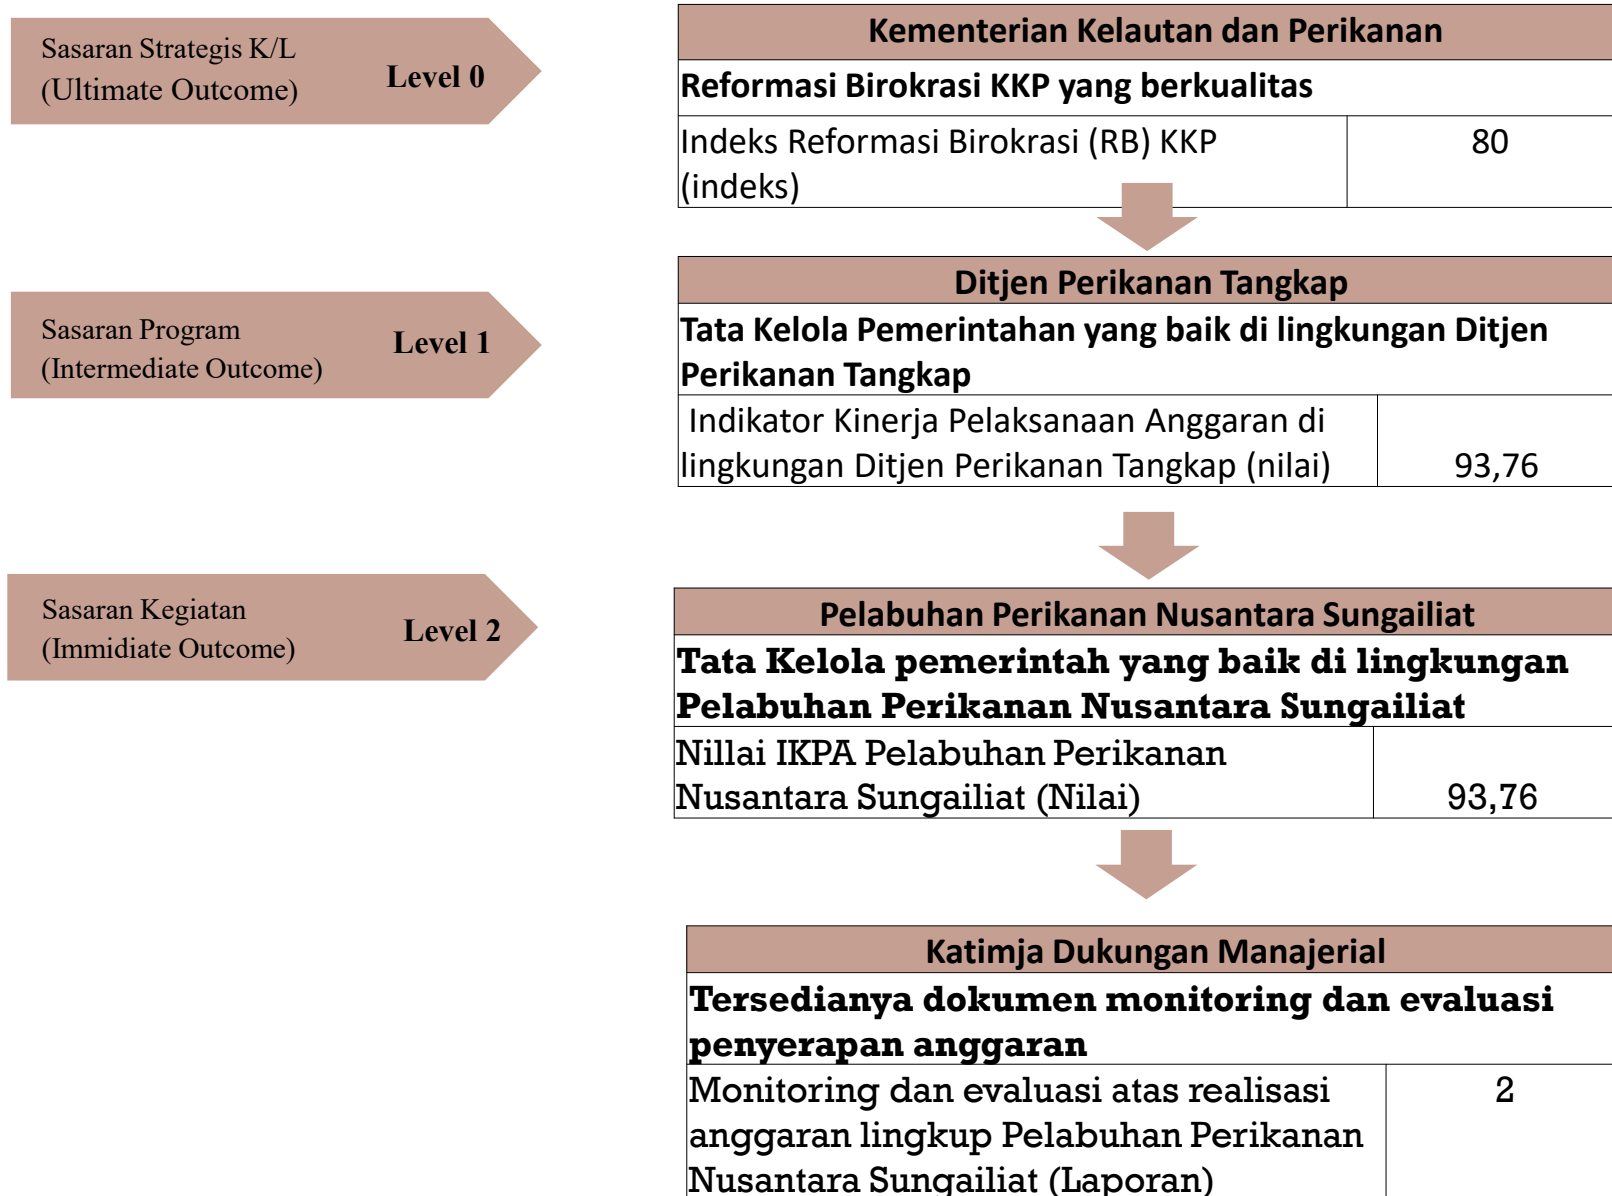 Sasaran Strategis K/L
(Ultimate Outcome)
Level 0
Kementerian Kelautan dan Perikanan
Reformasi Birokrasi KKP yang berkualitas
Indeks Reformasi Birokrasi (RB) KKP
(indeks)
80
Sasaran Program
(Intermediate Outcome)
Level 1
Ditjen Perikanan Tangkap
Tata Kelola Pemerintahan yang baik di lingkungan Ditjen
Perikanan Tangkap
Indikator Kinerja Pelaksanaan Anggaran di
lingkungan Ditjen Perikanan Tangkap (nilai)
93,76
Sasaran Kegiatan
(Immidiate Outcome)
Level 2
Pelabuhan Perikanan Nusantara Sungailiat
Tata Kelola pemerintah yang baik di lingkungan
Pelabuhan Perikanan Nusantara Sungailiat
Nillai IKPA Pelabuhan Perikanan
Nusantara Sungailiat (Nilai)
93,76
Katimja Dukungan Manajerial
Tersedianya dokumen monitoring dan evaluasi
penyerapan anggaran
Monitoring dan evaluasi atas realisasi
anggaran lingkup Pelabuhan Perikanan
Nusantara Sungailiat (Laporan)
2